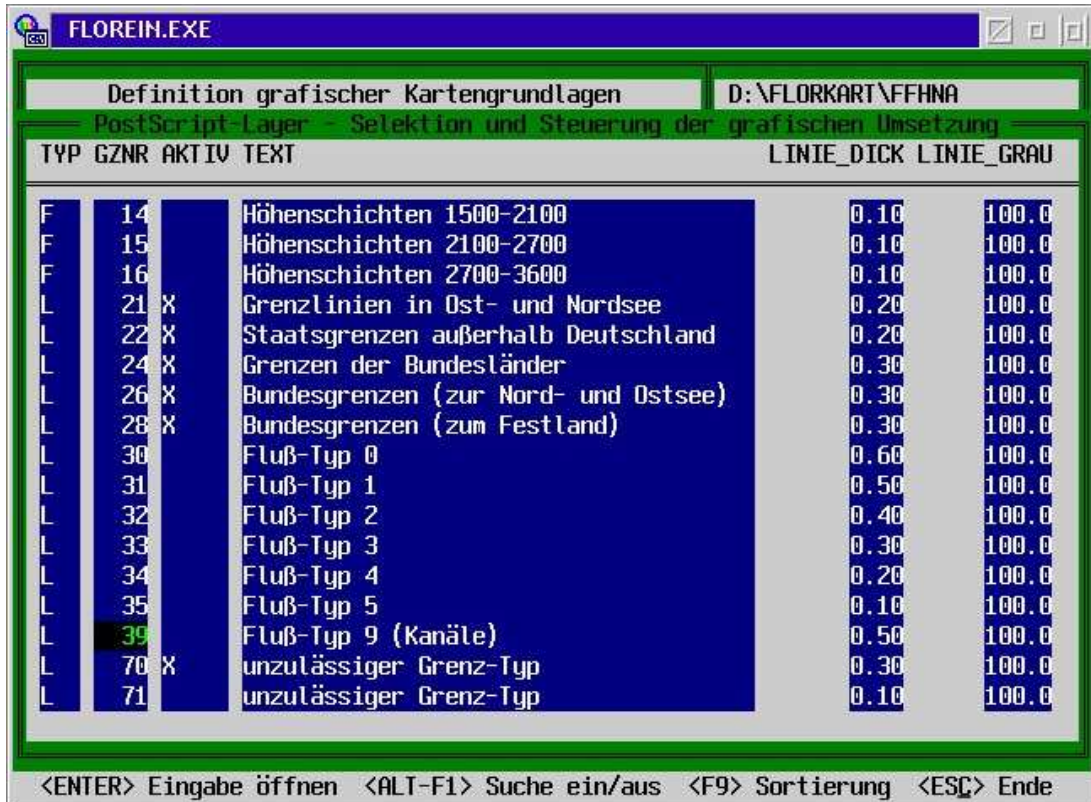 FLOREIN.EXE
Definition grafischer Kartengrundlagen D:\FLORKART\FFHNA
PostScript-Layer - Selektion und Steuerung der grafischen Umsetzung
TYP GZNR AKTIV TEXT LINIE_DICK LINIE_GRAU
F 14 Höhenschichten 1500-2100 0.10 100.0
F 15 Höhenschichten 2100-2700 0.10 100.0
F 16 Höhenschichten 2700-3600 0.10 100.0
L 21 X Grenzlinien in Ost- und Nordsee 0.20 100.0
L 22 X Staatsgrenzen außerhalb Deutschland 0.20 100.0
L 24 X Grenzen der Bundesländer 0.30 100.0
L 26 X Bundesgrenzen (zur Nord- und Ostsee) 0.30 100.0
L 28 X Bundesgrenzen (zum Festland) 0.30 100.0
L 30 Fluß-Typ 0 0.60 100.0
L 31 Fluß-Typ 1 0.50 100.0
L 32 Fluß-Typ 2 0.40 100.0
L 33 Fluß-Typ 3 0.30 100.0
L 34 Fluß-Typ 4 0.20 100.0
L 35 Fluß-Typ 5 0.10 100.0
L 39 Fluß-Typ 9 (Kanäle) 0.50 100.0
L 70 X unzulässiger Grenz-Typ 0.30 100.0
L 71 unzulässiger Grenz-Typ 0.10 100.0
<ENTER> Eingabe öffnen <ALT-F1> Suche ein/aus <F9> Sortierung <ESC> Ende